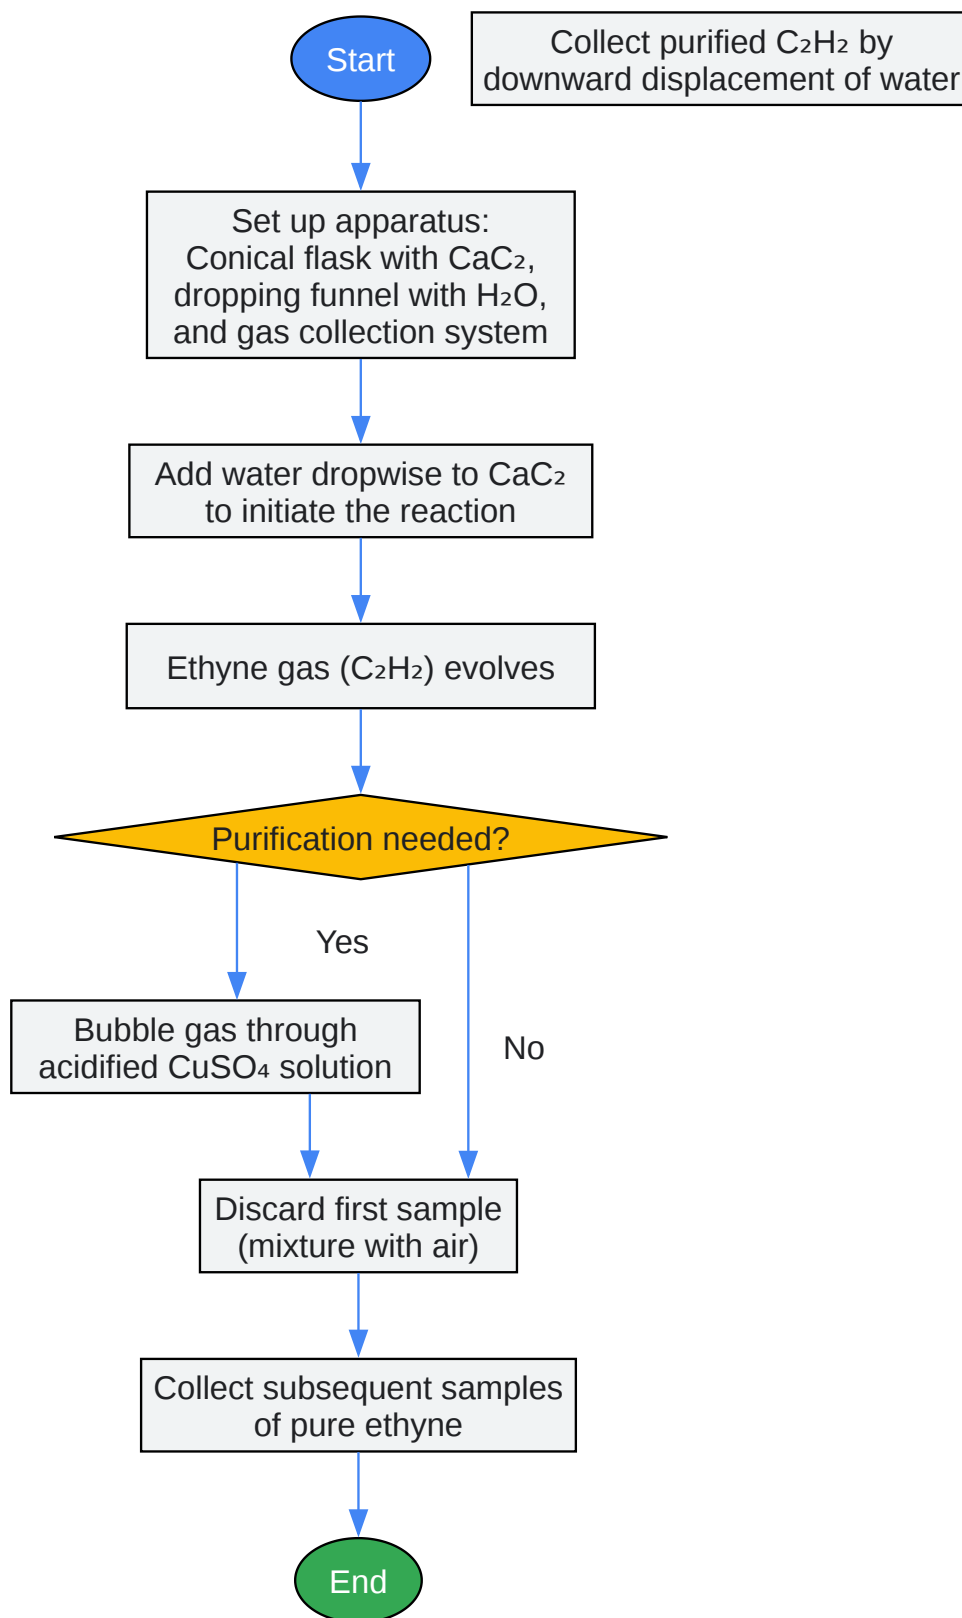 Start
Collect purified C₂H₂ by
downward displacement of water
Set up apparatus:
Conical flask with CaC₂,
dropping funnel with H₂O,
and gas collection system
Add water dropwise to CaC₂
to initiate the reaction
Ethyne gas (C₂H₂) evolves
Purification needed?
Yes
Bubble gas through
acidified CuSO₄ solution
No
Discard first sample
(mixture with air)
Collect subsequent samples
of pure ethyne
End